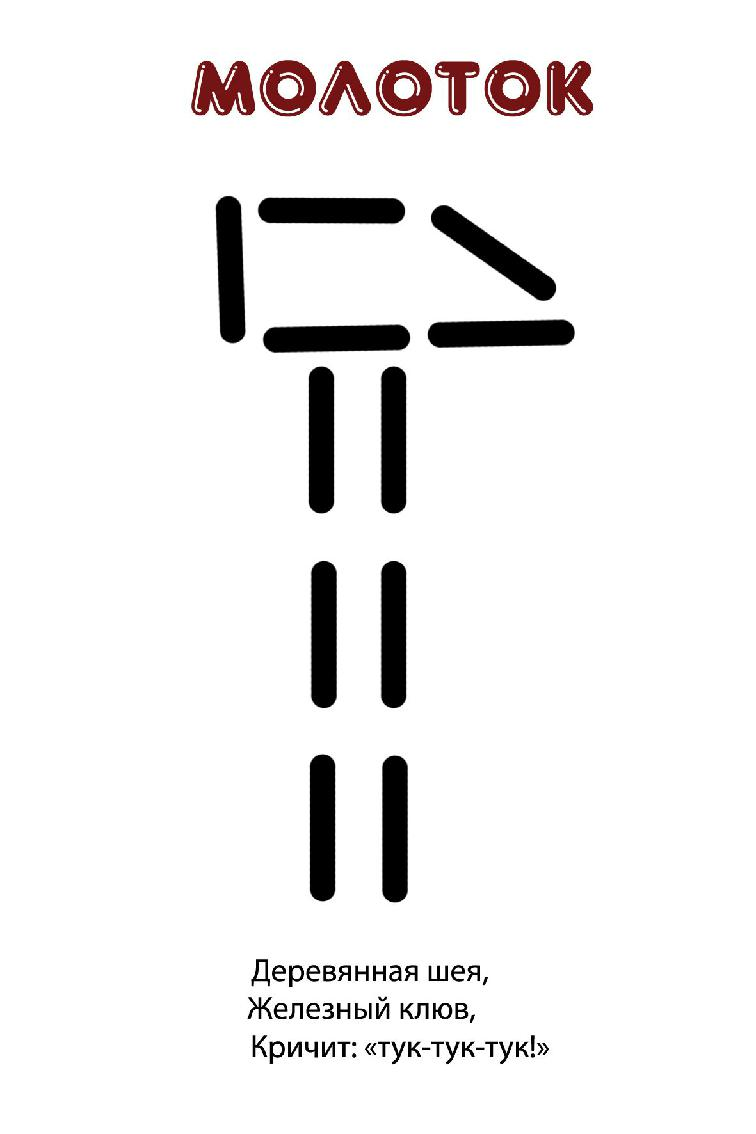 МОЛОТОК
Деревянная шея,
Железный клюв,
Кричит: «тук-тук-тук!»